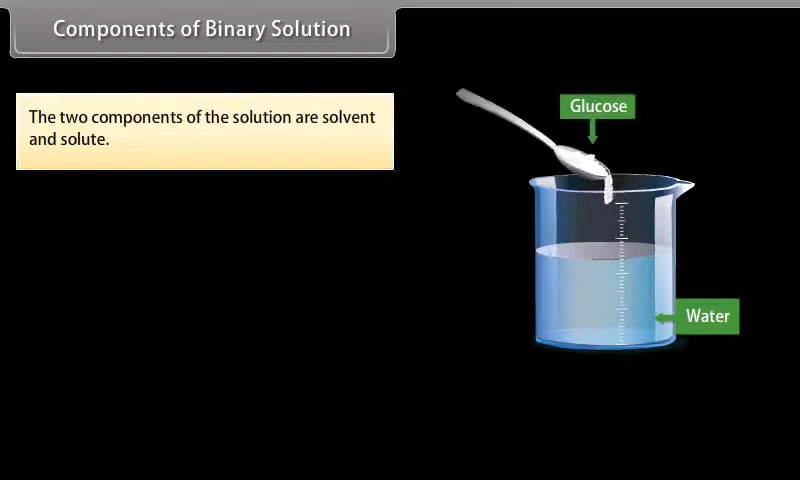 Components of Binary Solution
The two components of the solution are solvent
and solute.
Glucose
Water